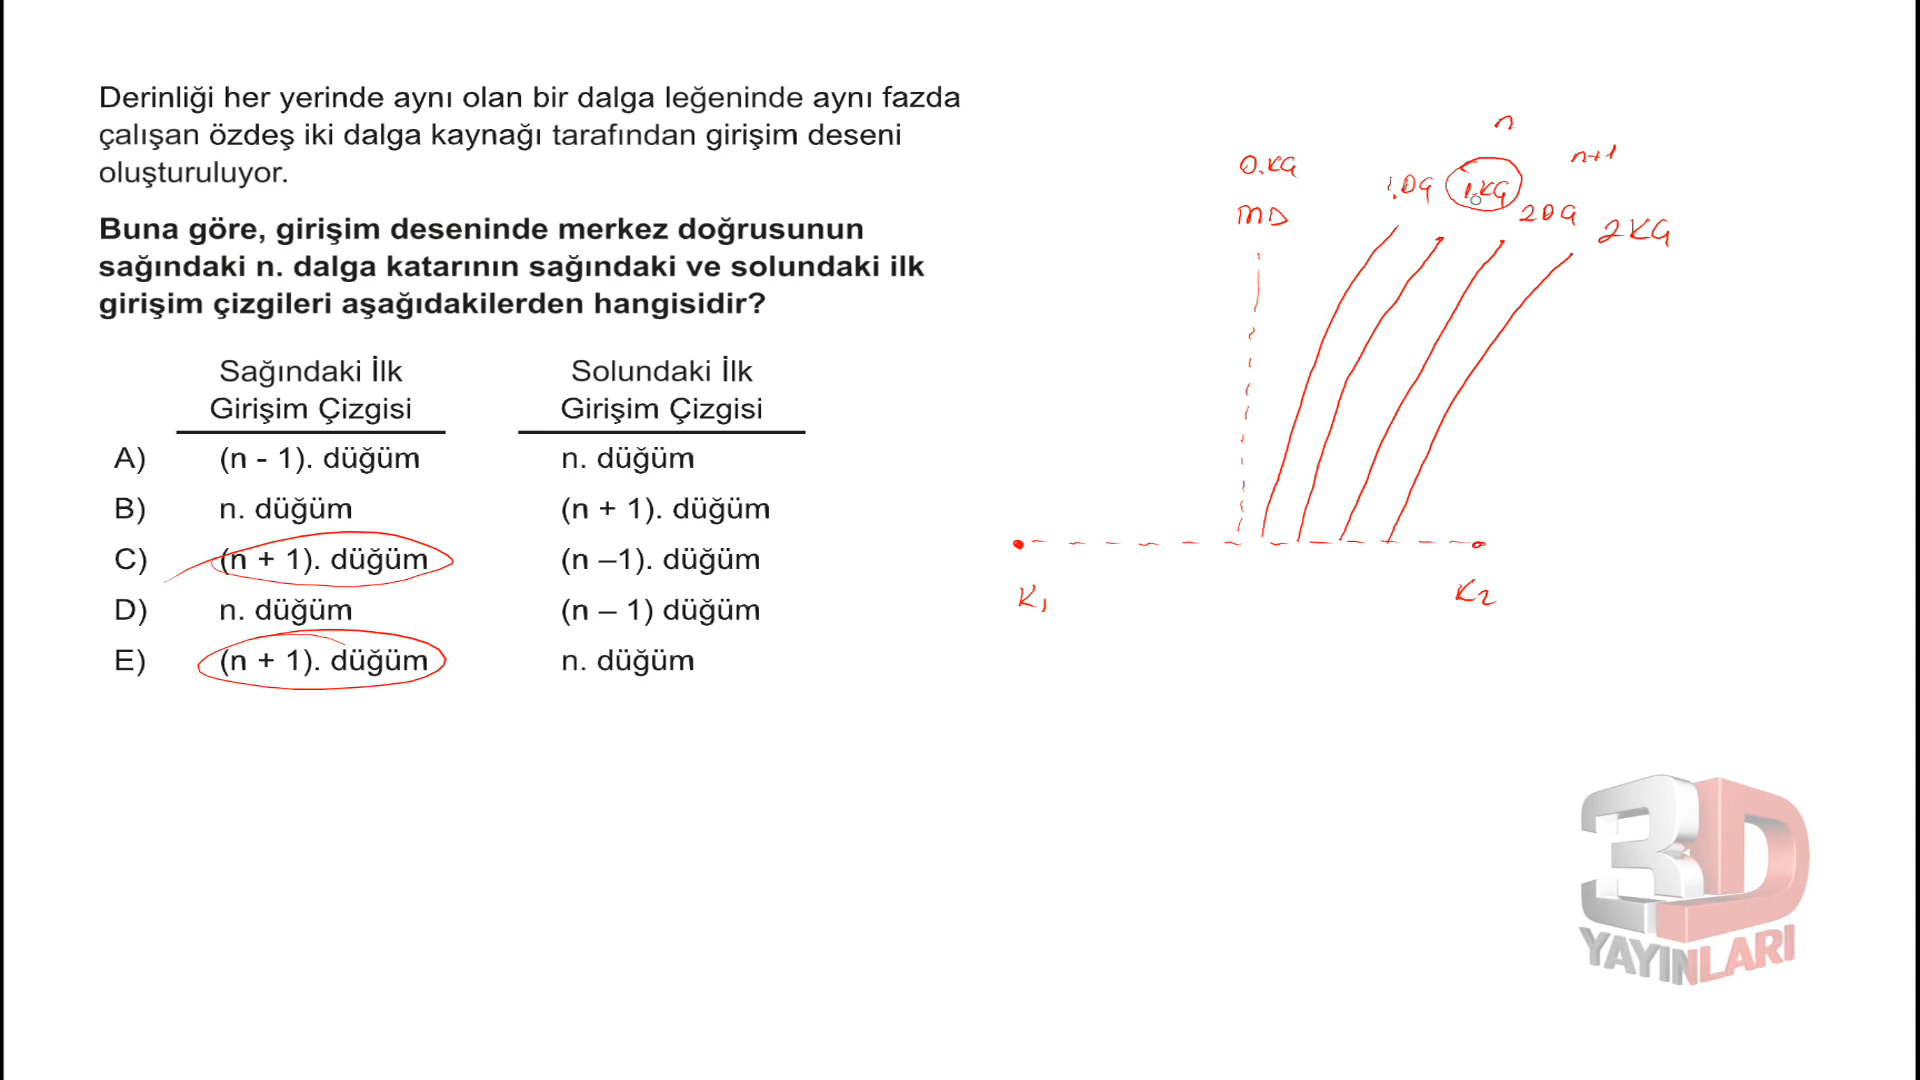 Derinliği her yerinde aynı olan bir dalga leğeninde aynı fazda
çalışan özdeş iki dalga kaynağı tarafından girişim deseni
oluşturuluyor.
Buna göre, girişim deseninde merkez doğrusunun
sağındaki n. dalga katarının sağındaki ve solundaki ilk
girişim çizgileri aşağıdakilerden hangisidir?
Sağındaki İlk Solundaki İlk
Girişim Çizgisi Girişim Çizgisi
A) (n - 1). düğüm n. düğüm
B) n. düğüm (n + 1). düğüm
C) (n + 1). düğüm (n –1). düğüm
D) n. düğüm (n – 1) düğüm
E) (n + 1). düğüm n. düğüm
n
n+1
0.KG
1.DG 1.KG
MD 2DG 2KG
K1 K2
3D
YAYINLARI